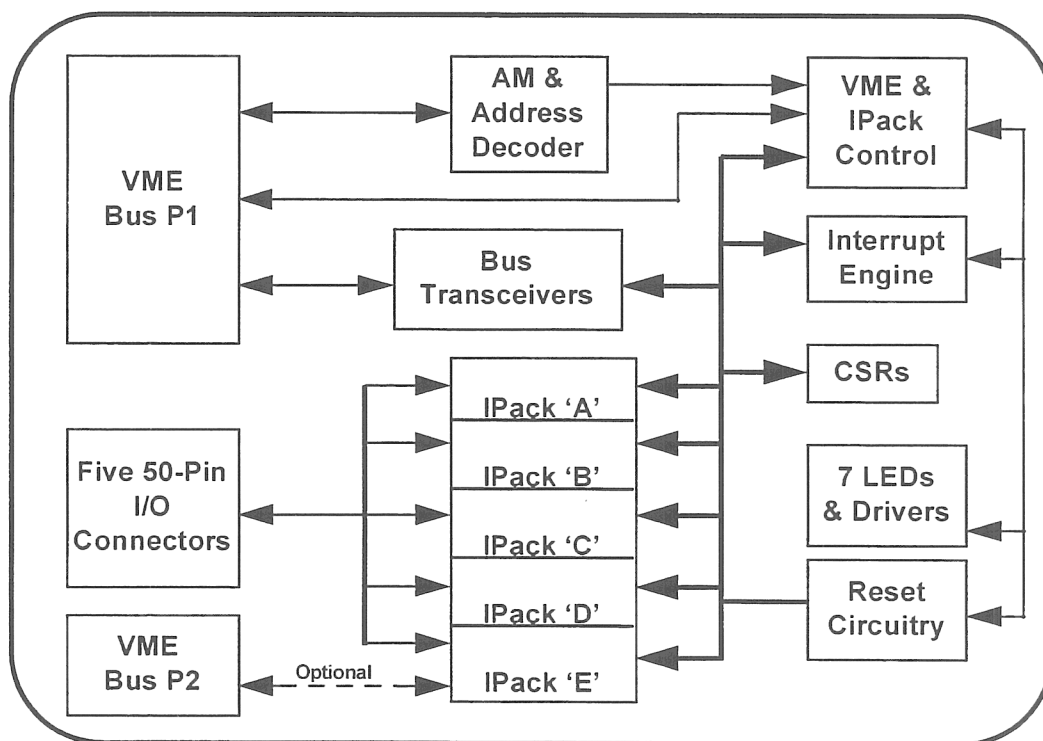 VME
Bus P1
AM &
Address
Decoder
VME &
IPack
Control
Bus
Transceivers
Interrupt
Engine
CSRs
IPack ‘A’
IPack ‘B’
IPack ‘C’
IPack ‘D’
IPack ‘E’
Five 50-Pin
I/O
Connectors
7 LEDs
& Drivers
Reset
Circuitry
VME
Bus P2
Optional